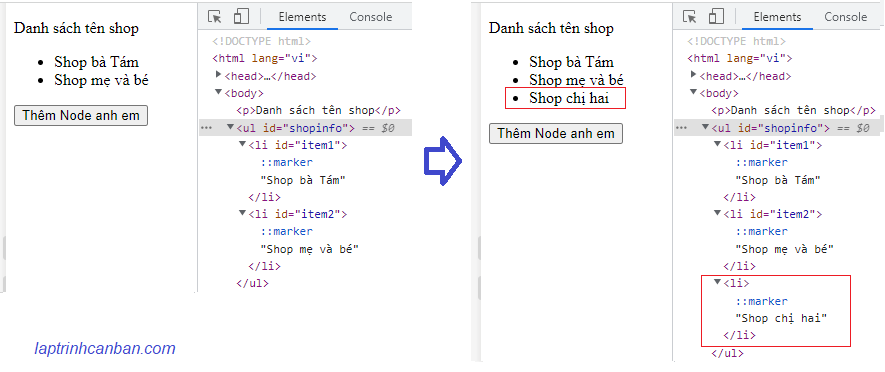 Danh sách tên shop
Shop bà Tám
Shop mẹ và bé
Thêm Node anh em
Elements Console
<!DOCTYPE html>
<html lang="vi">
<head>…</head>
<body>
<p>Danh sách tên shop</p>
<ul id="shopinfo"> == $0
<li id="item1">
::marker
"Shop bà Tám"
</li>
<li id="item2">
::marker
"Shop mẹ và bé"
</li>
</ul>
laptrinhcanban.com
Danh sách tên shop
Shop bà Tám
Shop mẹ và bé
Shop chị hai
Thêm Node anh em
Elements Console
<!DOCTYPE html>
<html lang="vi">
<head>…</head>
<body>
<p>Danh sách tên shop</p>
<ul id="shopinfo"> == $0
<li id="item1">
::marker
"Shop bà Tám"
</li>
<li id="item2">
::marker
"Shop mẹ và bé"
</li>
<li>
::marker
"Shop chị hai"
</li>
</ul>